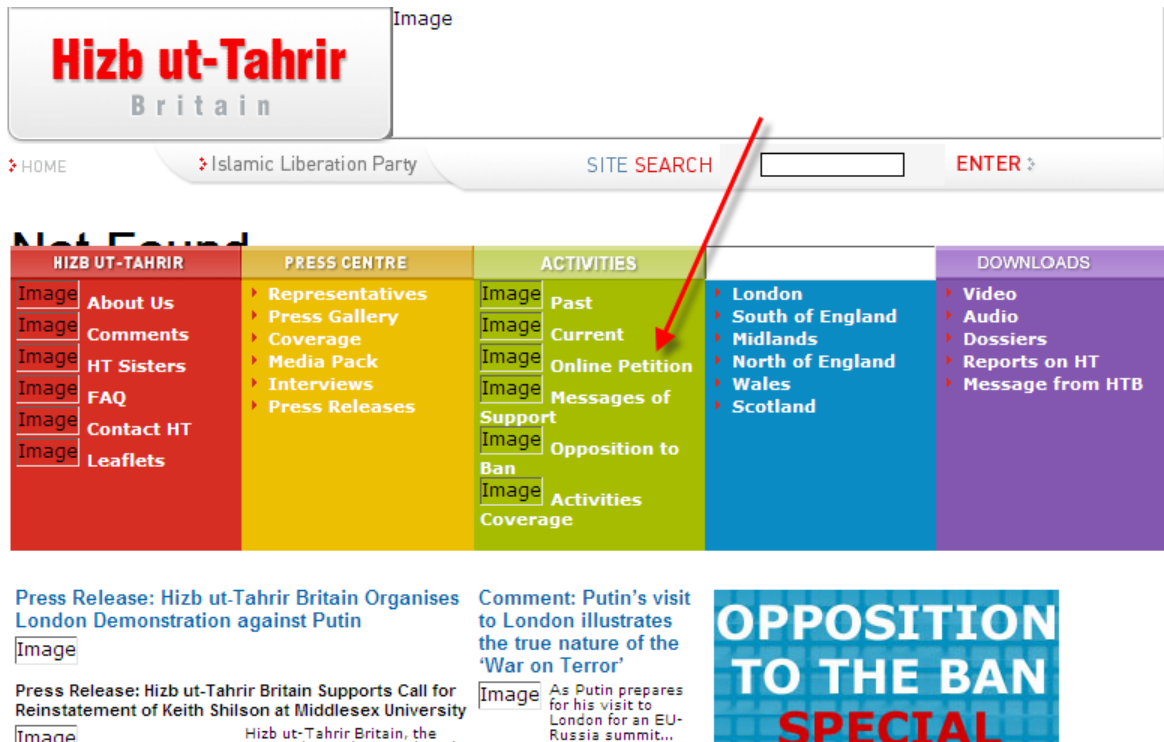 Image
Hizb ut-Tahrir
Britain
HOME
Islamic Liberation Party
SITE SEARCH
ENTER
Not Found
HIZB UT-TAHRIR
Image About Us
Image Comments
Image HT Sisters
Image FAQ
Image Contact HT
Image Leaflets
PRESS CENTRE
Representatives
Press Gallery
Coverage
Media Pack
Interviews
Press Releases
ACTIVITIES
Image Past
Image Current
Image Online Petition
Image Messages of
Support
Image Opposition to
Ban
Image Activities
Coverage
London
South of England
Midlands
North of England
Wales
Scotland
DOWNLOADS
Video
Audio
Dossiers
Reports on HT
Message from HTB
Press Release: Hizb ut-Tahrir Britain Organises
London Demonstration against Putin
Image
Press Release: Hizb ut-Tahrir Britain Supports Call for
Reinstatement of Keith Shilson at Middlesex University
Image
Hizb ut-Tahrir Britain, the
Comment: Putin's visit
to London illustrates
the true nature of the
‘War on Terror’
Image As Putin prepares
for his visit to
London for an EU-
Russia summit...
OPPOSITION
TO THE BAN
SPECIAL